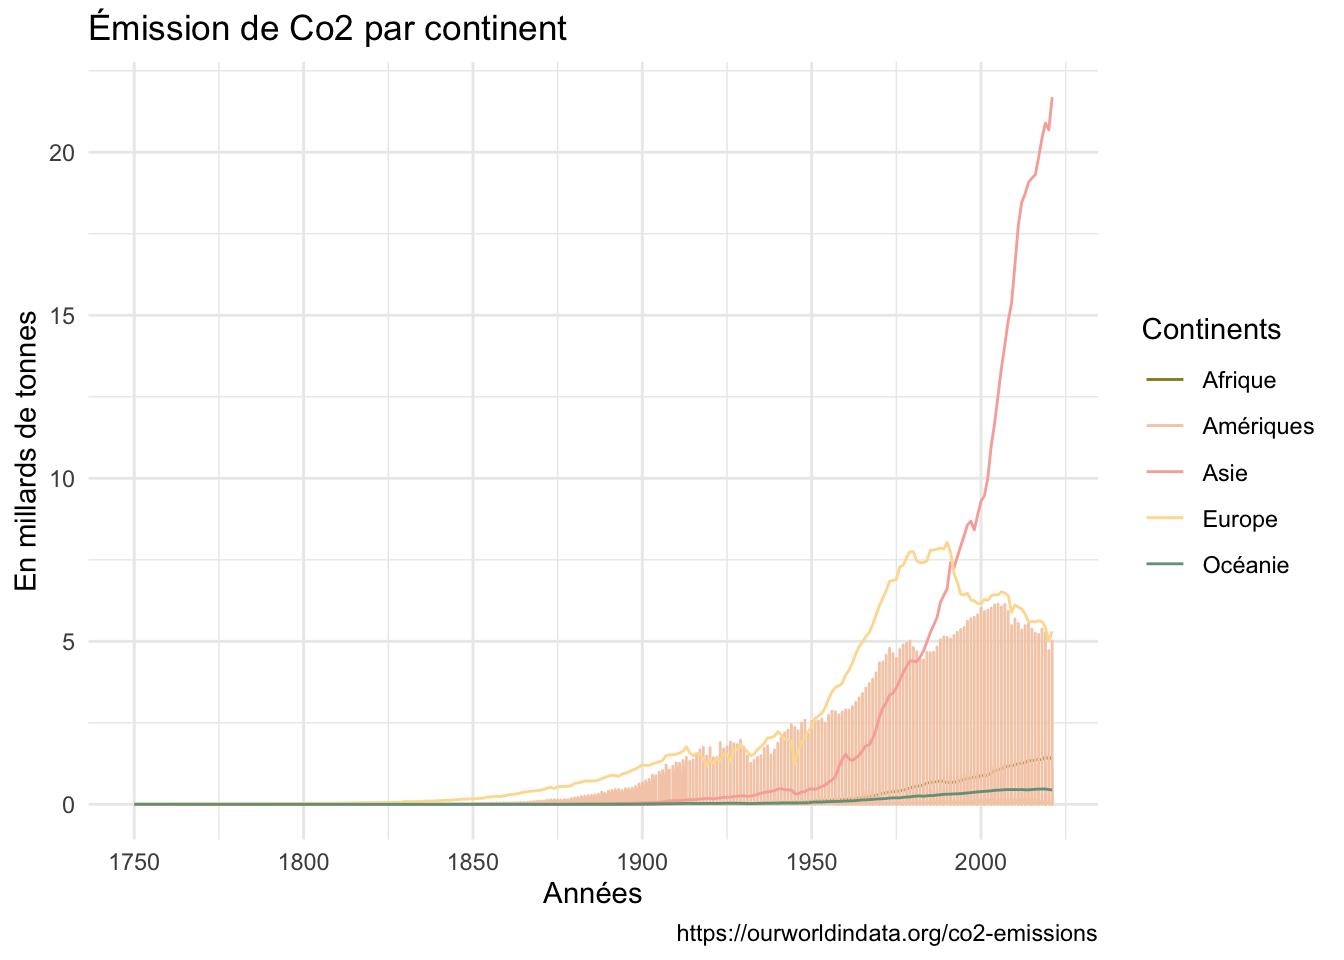 Émission de Co2 par continent
En millards de tonnes
20
15
10
5
0
1750
1800
1850
1900
1950
2000
Années
Continents
Afrique
Amériques
Asie
Europe
Océanie
https://ourworldindata.org/co2-emissions